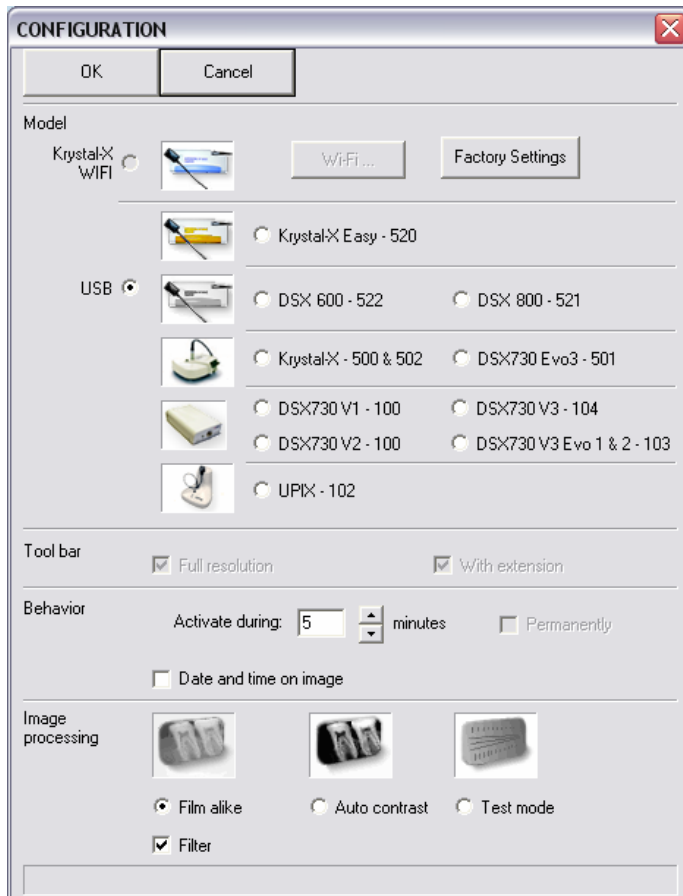 CONFIGURATION
OK Cancel
Model
Krystal-X WIFI
Wi-Fi ... Factory Settings
Krystal-X Easy - 520
USB
DSX 600 - 522 DSX 800 - 521
Krystal-X - 500 & 502 DSX730 Evo3 - 501
DSX730 V1 - 100 DSX730 V3 - 104
DSX730 V2 - 100 DSX730 V3 Evo 1 & 2 - 103
UPIX - 102
Tool bar
Full resolution With extension
Behavior
Activate during: 5 minutes Permanently
Date and time on image
Image
processing
Film alike Auto contrast Test mode
Filter